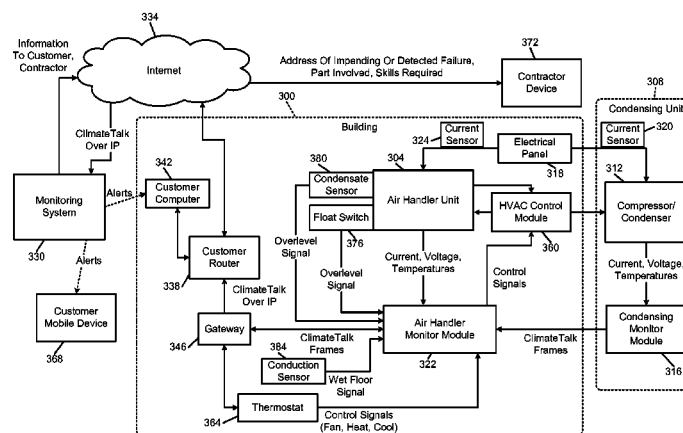 334
Information
To Customer,
Contractor
Internet
Address Of Impending Or Detected Failure,
Part Involved, Skills Required
372
Contractor
Device
300
Building
308
Condensing Unit
ClimateTalk
Over IP
342
Customer
Computer
Alerts
Monitoring
System
330
Alerts
Customer
Mobile Device
368
Customer
Router
338
ClimateTalk
Over IP
Gateway
346
380
Condensate
Sensor
Float Switch
376
304
Air Handler
Unit
324
Current
Sensor
Electrical
Panel
318
Current
Sensor
320
312
Compressor/
Condenser
HVAC Control
Module
360
Overlevel
Signal
Overlevel
Signal
Current, Voltage,
Temperatures
Control
Signals
Current, Voltage,
Temperatures
Air Handler
Monitor Module
322
ClimateTalk
Frames
Condensing
Monitor
Module
316
ClimateTalk
Frames
384
Conduction
Sensor
Wet Floor
Signal
364
Thermostat
Control Signals
(Fan, Heat, Cool)